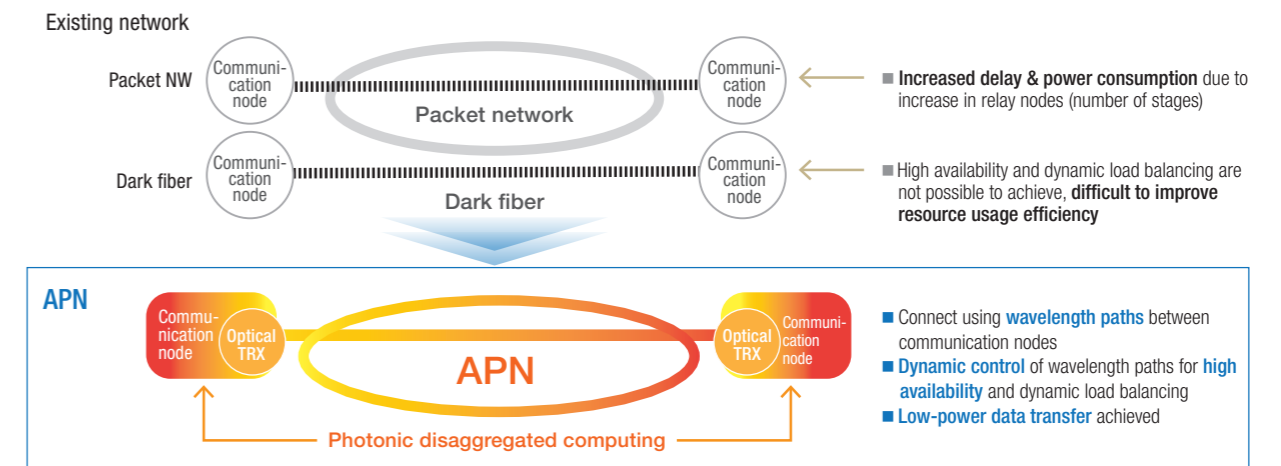 Existing network
Packet NW
Communi-
cation
node
Packet network
Communi-
cation
node
■ Increased delay & power consumption due to
increase in relay nodes (number of stages)
Dark fiber
Communi-
cation
node
Dark fiber
Communi-
cation
node
■ High availability and dynamic load balancing are
not possible to achieve, difficult to improve
resource usage efficiency
APN
Commu-
nication
node
Optical
TRX
APN
Optical
TRX
Communi-
cation
node
Photonic disaggregated computing
■ Connect using wavelength paths between
communication nodes
■ Dynamic control of wavelength paths for high
availability and dynamic load balancing
■ Low-power data transfer achieved